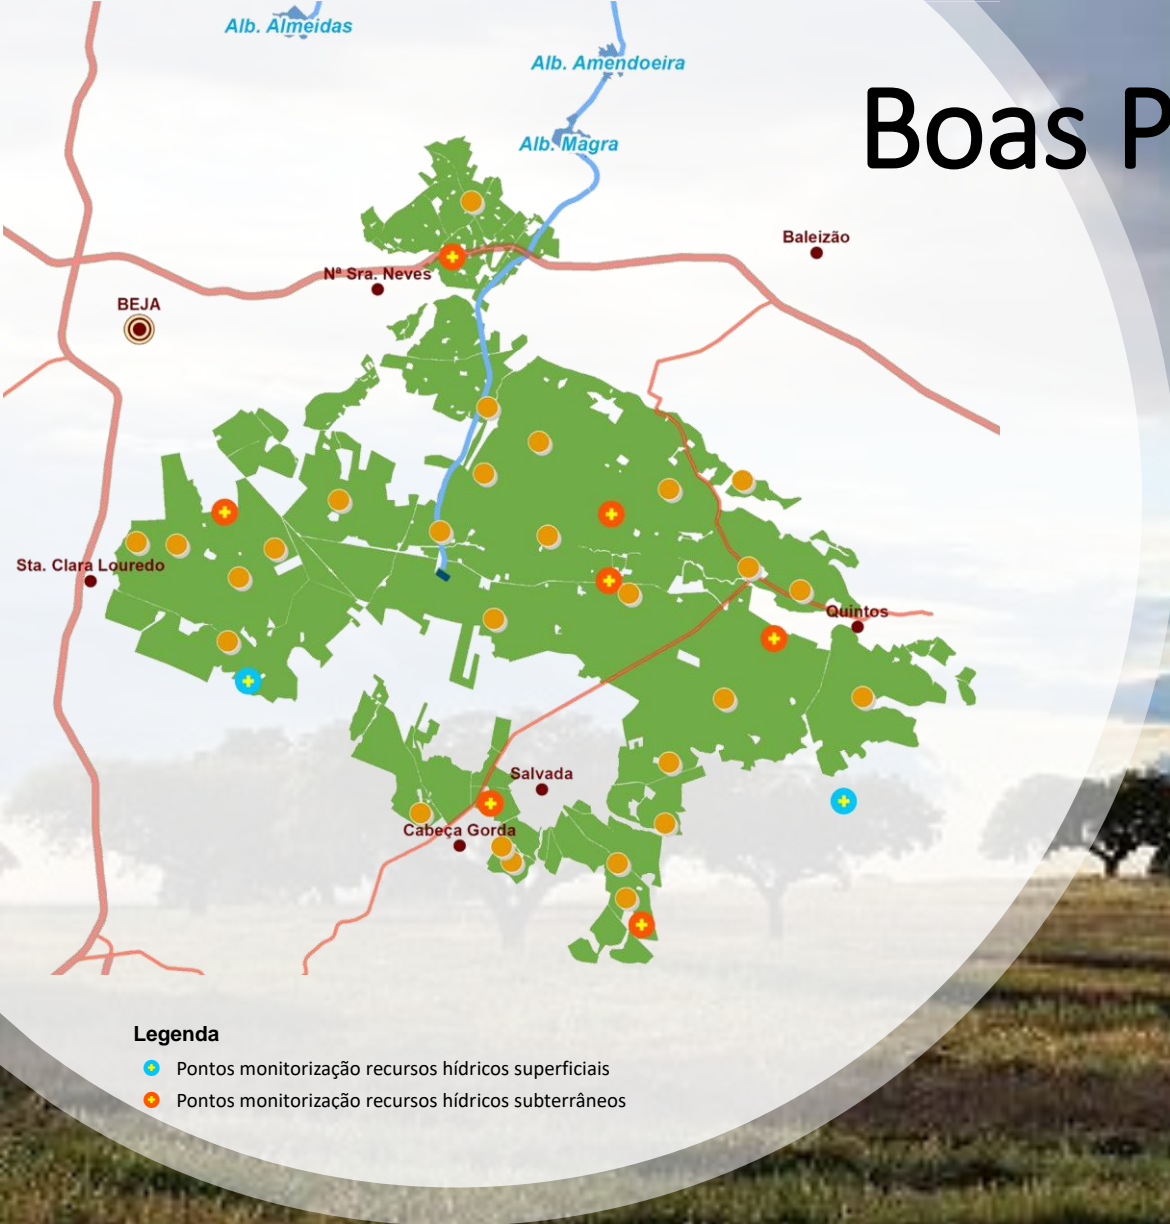 Alb. Almeidas
Alb. Amendoeira
Boas P
Alb. Magra
Baleizão
Nª Sra. Neves
BEJA
Sta. Clara Louredo
Quintos
Salvada
Cabeça Gorda
Legenda
Pontos monitorização recursos hídricos superficiais
Pontos monitorização recursos hídricos subterrâneos